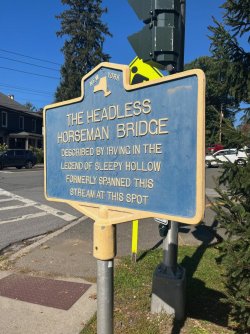 NEW YORK
THE HEADLESS
HORSEMAN BRIDGE
DESCRIBED BY IRVING IN THE
LEGEND OF SLEEPY HOLLOW
FORMERLY SPANNED THIS
STREAM AT THIS SPOT